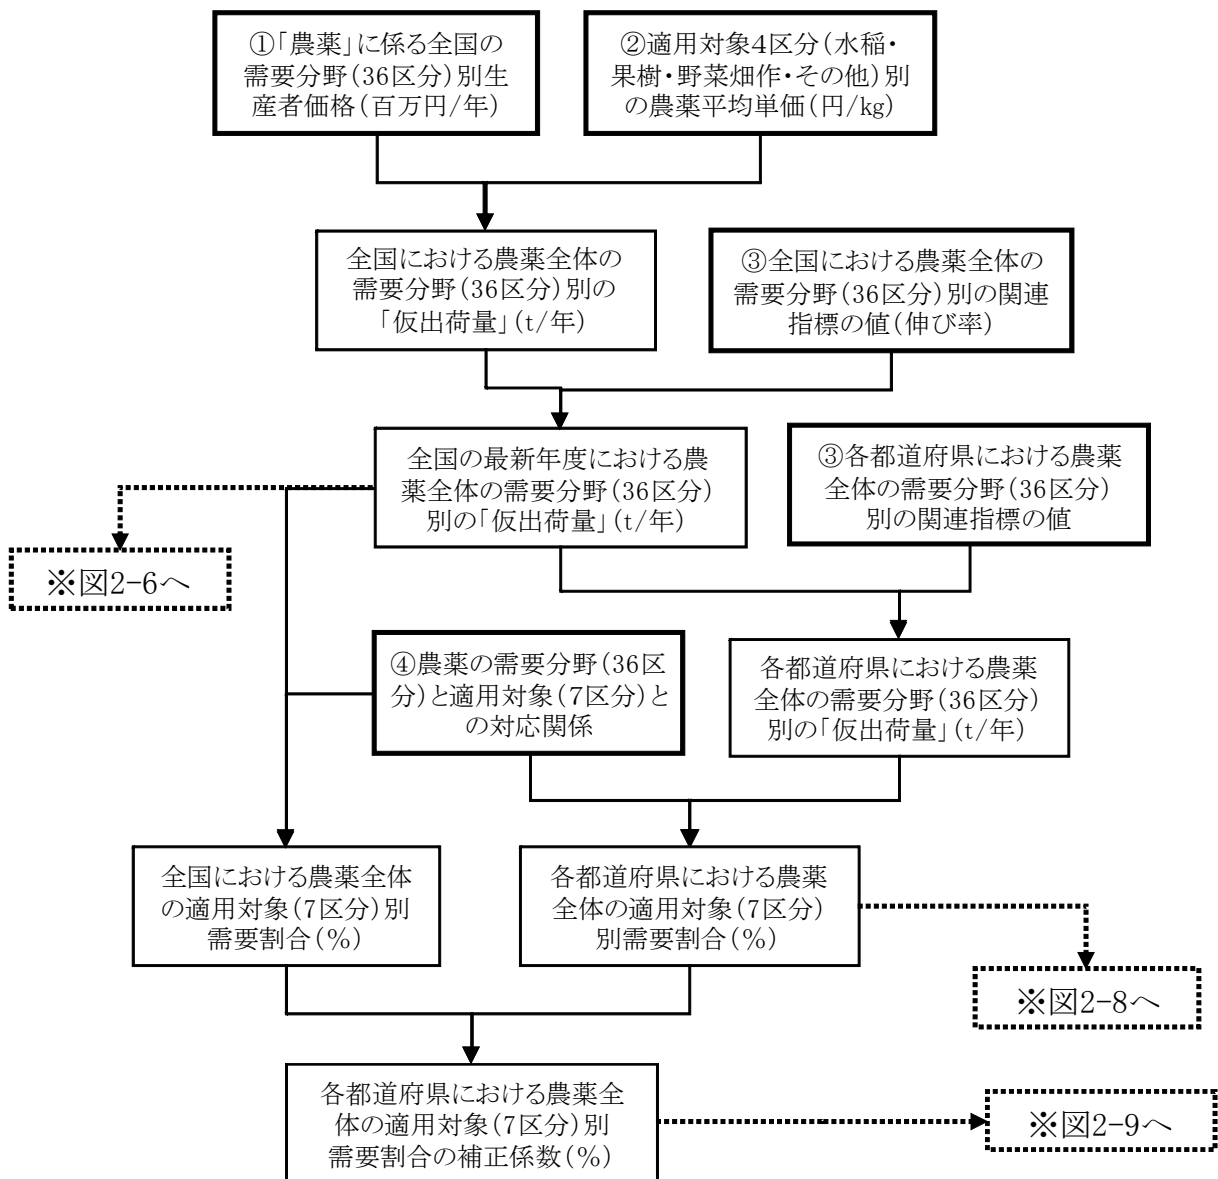 ①「農薬」に係る全国の
需要分野(36区分)別生
産者価格(百万円/年)
②適用対象4区分(水稲・
果樹・野菜畑作・その他)別
の農薬平均単価(円/kg)
全国における農薬全体の
需要分野(36区分)別の
「仮出荷量」(t/年)
③全国における農薬全体の
需要分野(36区分)別の関連
指標の値(伸び率)
全国の最新年度における農
薬全体の需要分野(36区分)
別の「仮出荷量」(t/年)
③各都道府県における農薬
全体の需要分野(36区分)
別の関連指標の値
※図2-6へ
④農薬の需要分野(36区
分)と適用対象(7区分)と
の対応関係
各都道府県における農薬
全体の需要分野(36区分)
別の「仮出荷量」(t/年)
全国における農薬全体
の適用対象(7区分)別
需要割合(%)
各都道府県における農薬
全体の適用対象(7区分)
別需要割合(%)
※図2-8へ
各都道府県における農薬全
体の適用対象(7区分)別
需要割合の補正係数(%)
※図2-9へ